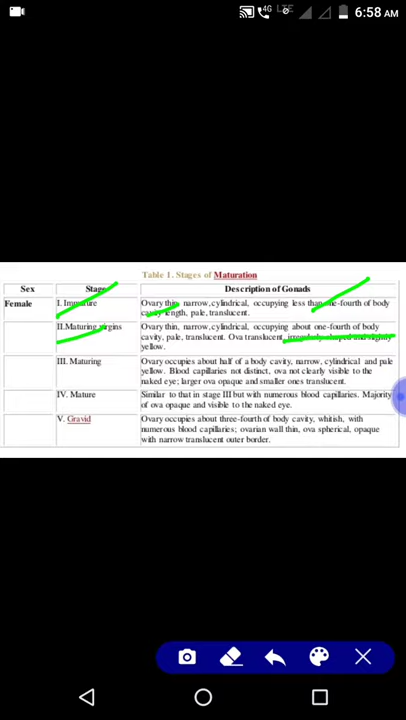 4G LTE 6:58 AM
Table 1. Stages of Maturation
Sex Stage Description of Gonads
Female I. Immature Ovary thin, narrow, cylindrical, occupying less than one-fourth of body
cavity length, pale, translucent.
II.Maturing virgins Ovary thin, narrow, cylindrical, occupying about one-fourth of body
cavity, pale, translucent. Ova translucent, irregularly shaped and slightly
yellow.
III. Maturing Ovary occupies about half of a body cavity, narrow, cylindrical and pale
yellow. Blood capillaries not distinct, ova not clearly visible to the
naked eye; larger ova opaque and smaller ones translucent.
IV. Mature Similar to that in stage III but with numerous blood capillaries. Majority
of ova opaque and visible to the naked eye.
V. Gravid Ovary occupies about three-fourth of body cavity, whitish, with
numerous blood capillaries; ovarian wall thin, ova spherical, opaque
with narrow translucent outer border.